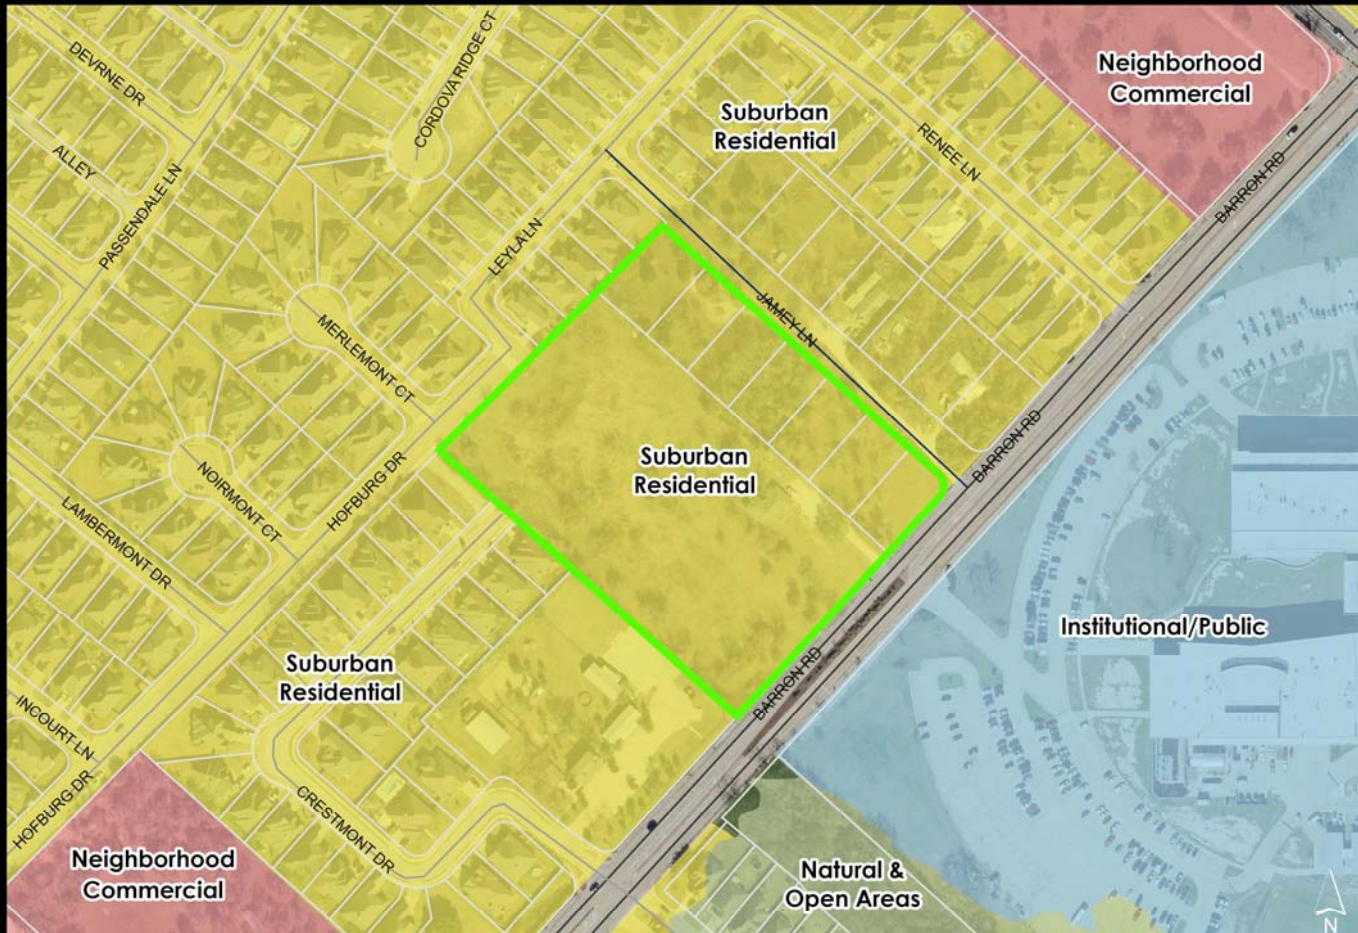 DEVRNE DR
CORDOVA RIDGE CT
Neighborhood
Commercial
Suburban
Residential
RENEE LN
ALLEY
PASSENDALE LN
BARRON RD
LEYLA LN
JAMEY LN
MERLEMONT CT
BARRON RD
Suburban
Residential
NOIRMONT CT
HOFBURG DR
LAMBERMONT DR
Institutional/Public
Suburban
Residential
BARRON RD
INCOURT LN
HOFBURG DR
CRESTMONT DR
Neighborhood
Commercial
Natural &
Open Areas
N